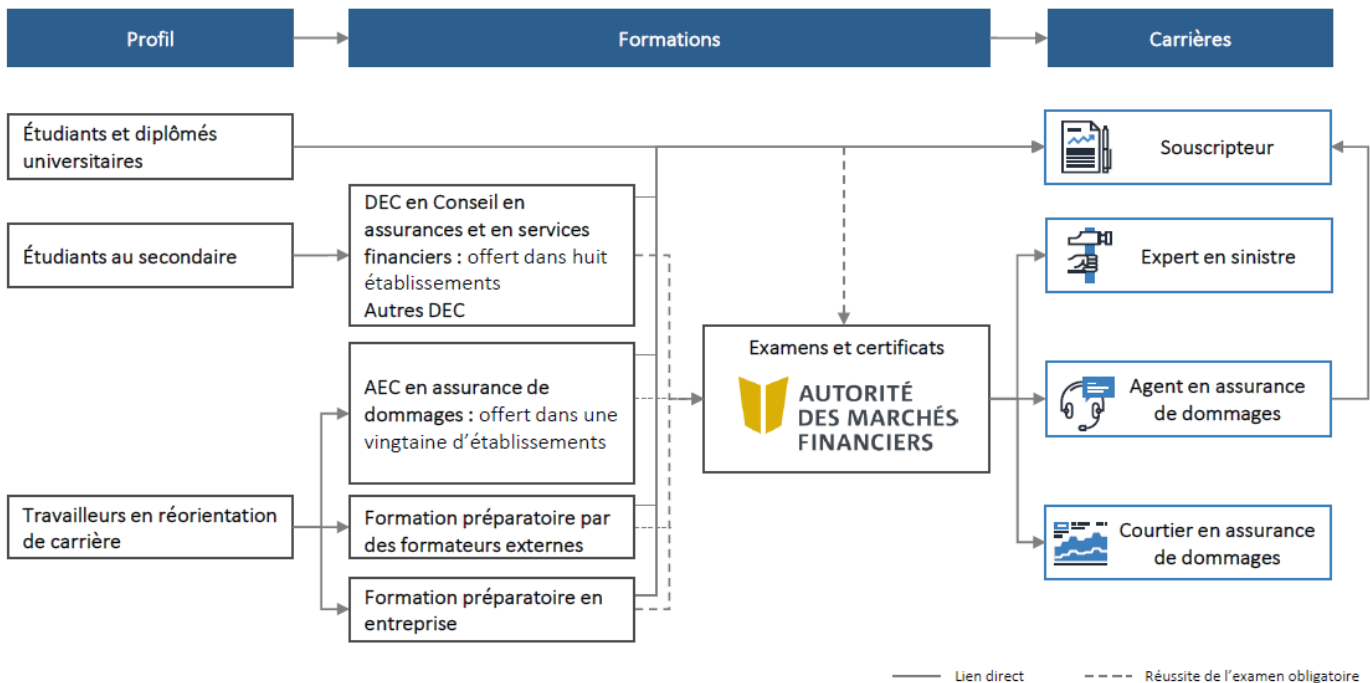 Profil
Formations
Carrières
Étudiants et diplômés
universitaires
Étudiants au secondaire
Travailleurs en réorientation
de carrière
DEC en Conseil en
assurances et en services
financiers : offert dans huit
établissements
Autres DEC
AEC en assurance de
dommages : offert dans une
vingtaine d'établissements
Formation préparatoire par
des formateurs externes
Formation préparatoire en
entreprise
Examens et certificats
AUTORITÉ
DES MARCHÉS
FINANCIERS
Souscripteur
Expert en sinistre
Agent en assurance
de dommages
Courtier en assurance
de dommages
Lien direct
Réussite de l'examen obligatoire